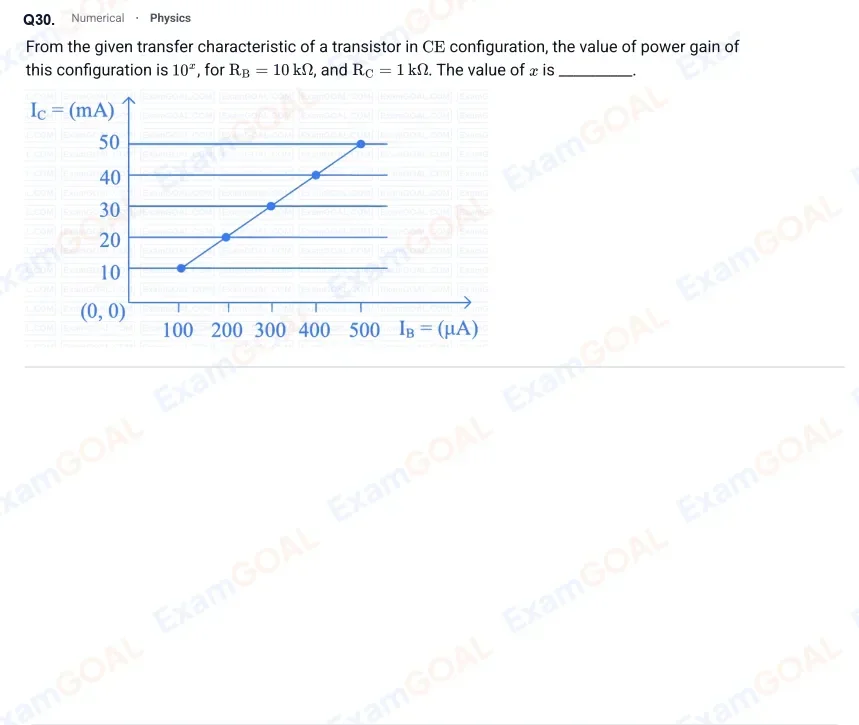 Q30. Numerical · Physics
From the given transfer characteristic of a transistor in CE configuration, the value of power gain of
this configuration is 10ˣ, for R_B = 10 kΩ, and R_C = 1 kΩ. The value of x is ________.
I_C = (mA)
50
40
30
20
10
(0, 0)
100 200 300 400 500 I_B = (μA)
ExamGOAL